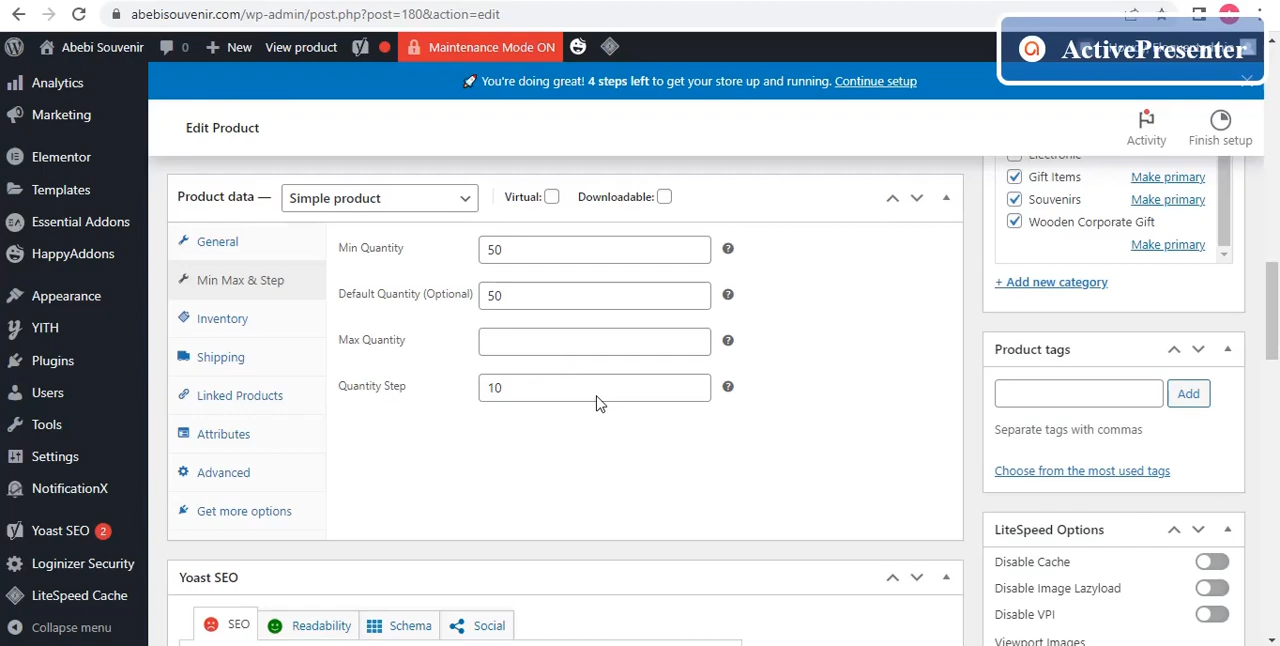 abebisouvenir.com/wp-admin/post.php?post=180&action=edit
Abebi Souvenir
0
New
View product
Maintenance Mode ON
ActivePresenter
You're doing great! 4 steps left to get your store up and running. Continue setup
Edit Product
Activity
Finish setup
Analytics
Marketing
Elementor
Templates
Essential Addons
HappyAddons
Appearance
YITH
Plugins
Users
Tools
Settings
NotificationX
Yoast SEO 2
Loginizer Security
LiteSpeed Cache
Collapse menu
Product data —
Simple product
Virtual:
Downloadable:
General
Min Max & Step
Inventory
Shipping
Linked Products
Attributes
Advanced
Get more options
Min Quantity
50
Default Quantity (Optional)
50
Max Quantity
Quantity Step
10
Yoast SEO
SEO
Readability
Schema
Social
Electronic
Gift Items
Make primary
Souvenirs
Make primary
Wooden Corporate Gift
Make primary
+ Add new category
Product tags
Add
Separate tags with commas
Choose from the most used tags
LiteSpeed Options
Disable Cache
Disable Image Lazyload
Disable VPI
Viewport Images